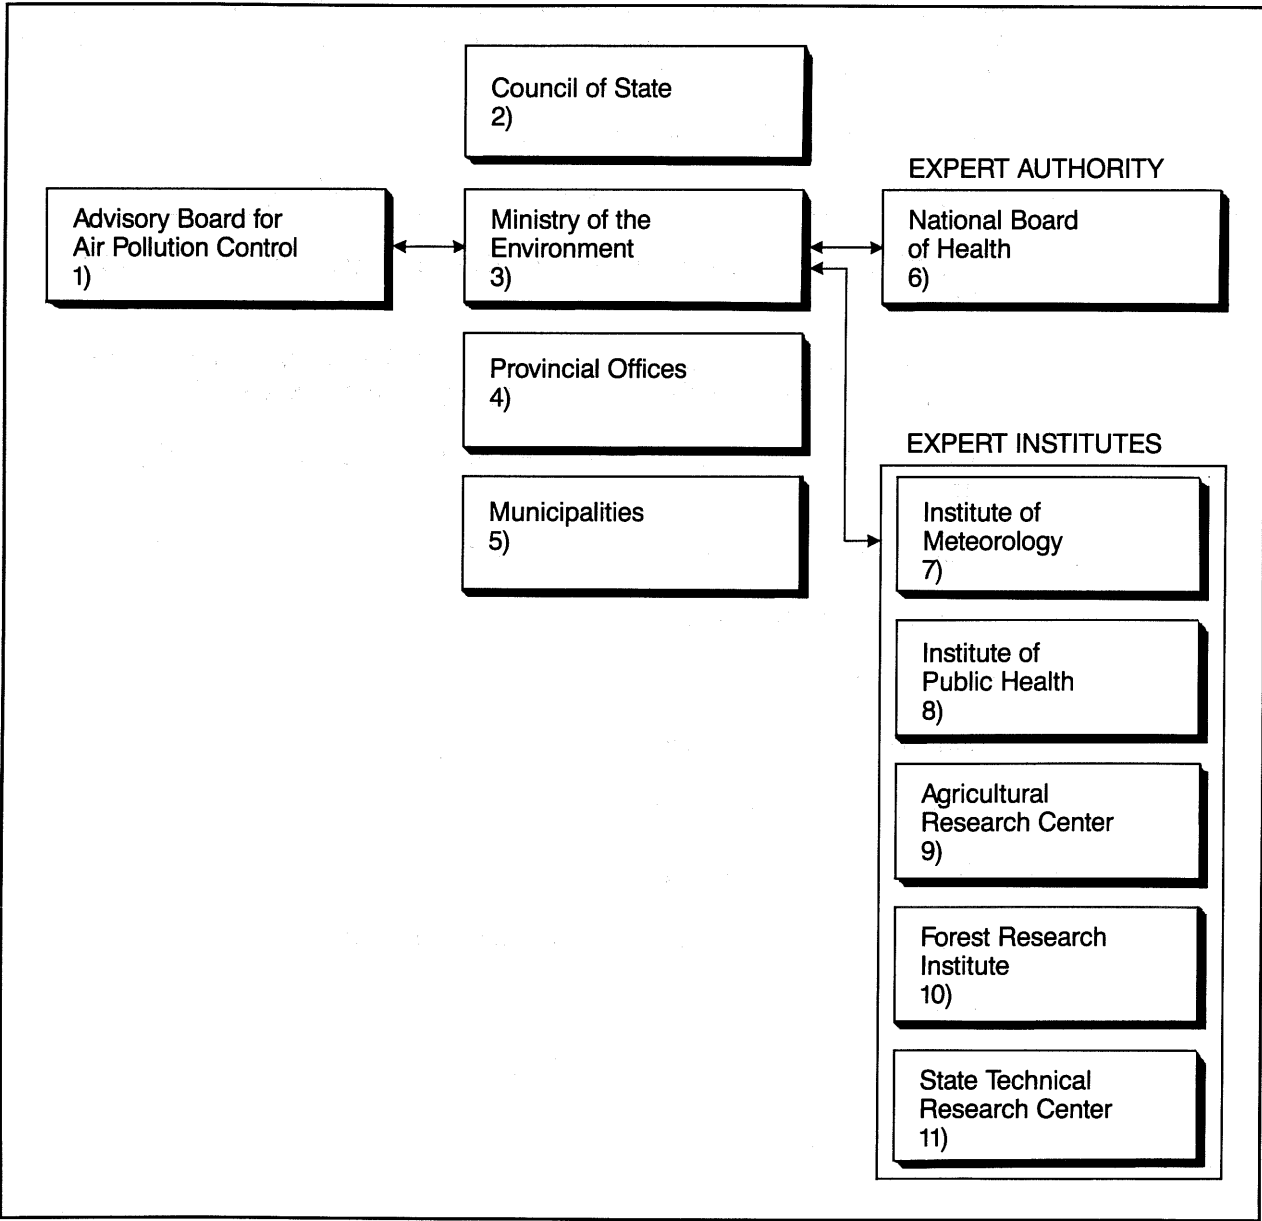 Council of State
2)
EXPERT AUTHORITY
Advisory Board for
Air Pollution Control
1)
Ministry of the
Environment
3)
National Board
of Health
6)
Provincial Offices
4)
EXPERT INSTITUTES
Municipalities
5)
Institute of
Meteorology
7)
Institute of
Public Health
8)
Agricultural
Research Center
9)
Forest Research
Institute
10)
State Technical
Research Center
11)